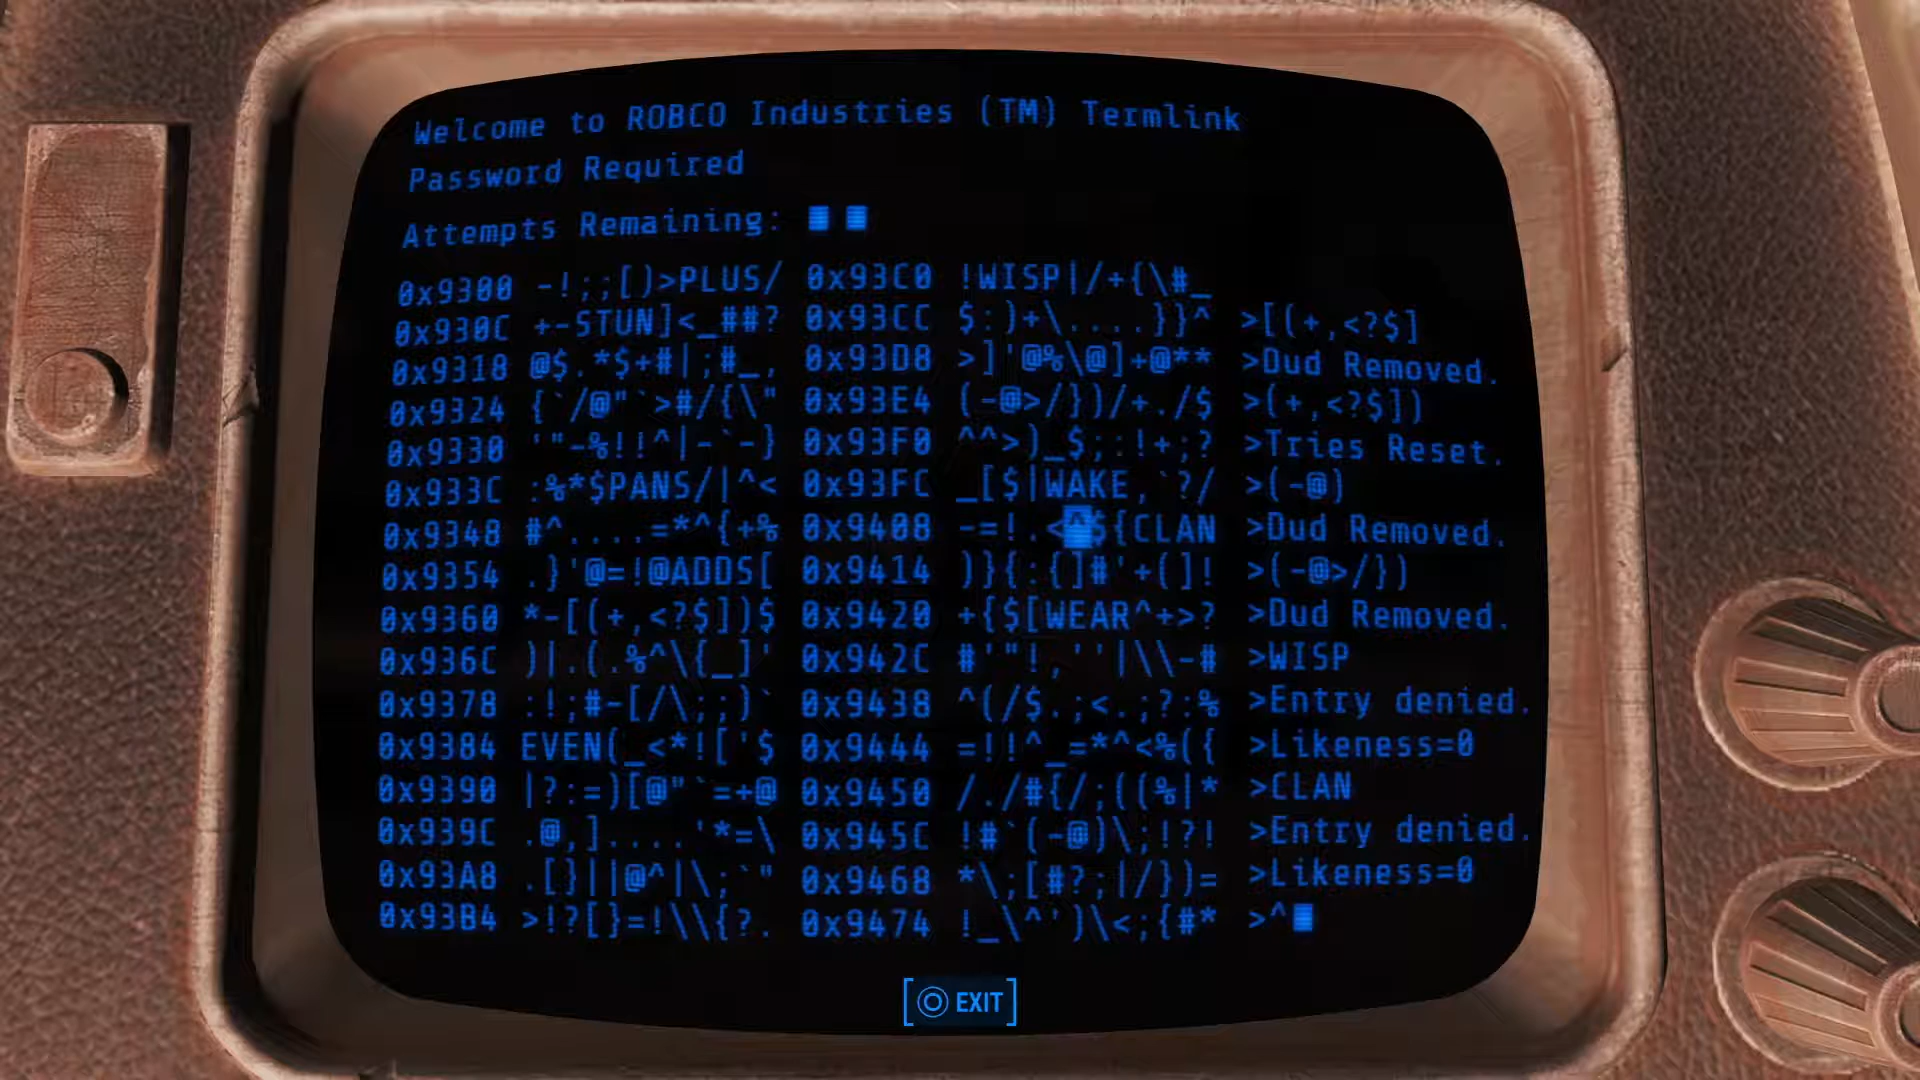 Welcome to ROBCO Industries (TM) Termlink
Password Required
Attempts Remaining: ■ ■
0x9300 -!;;[)>PLUS/ 0x93C0 !WISP|/+{\#_
0x930C +-STUN]<_##? 0x93CC $:)+\....}}^ >[(+,<?$]
0x9318 @$.*$+#|;#_, 0x93D8 >]'@%\@]+@** >Dud Removed.
0x9324 {`/@"`>#/{\" 0x93E4 (-@>/})/+./$ >(+,<?$])
0x9330 '"-%!!^|-`-} 0x93F0 ^^>)_$;:!+;? >Tries Reset.
0x933C :%*$PANS/|^< 0x93FC _[$|WAKE,`?/ >(-@)
0x9348 #^....=*^{+% 0x9408 -=!.<^${CLAN >Dud Removed.
0x9354 .}'@=!@ADDS[ 0x9414 )}{:{]#'+(]! >(-@>/})
0x9360 *-[(+,<?$])$ 0x9420 +{$[WEAR^+>? >Dud Removed.
0x936C )|.(.%^\{_]' 0x942C #'"!,''|\\-# >WISP
0x9378 :!;#-[/\;;)` 0x9438 ^(/$.;<.;?:% >Entry denied.
0x9384 EVEN(_<*!['$ 0x9444 =!!^_=*^<%({ >Likeness=0
0x9390 |?:=)[@"`=+@ 0x9450 /./#{/;((%|* >CLAN
0x939C .@,]....'*=\ 0x945C !#`(-@)\;!?! >Entry denied.
0x93A8 .[}||@^|\;`" 0x9468 *\;[#?;|/})= >Likeness=0
0x93B4 >!?[}=!\\{?. 0x9474 !_\^')\<;{#* >^■
EXIT